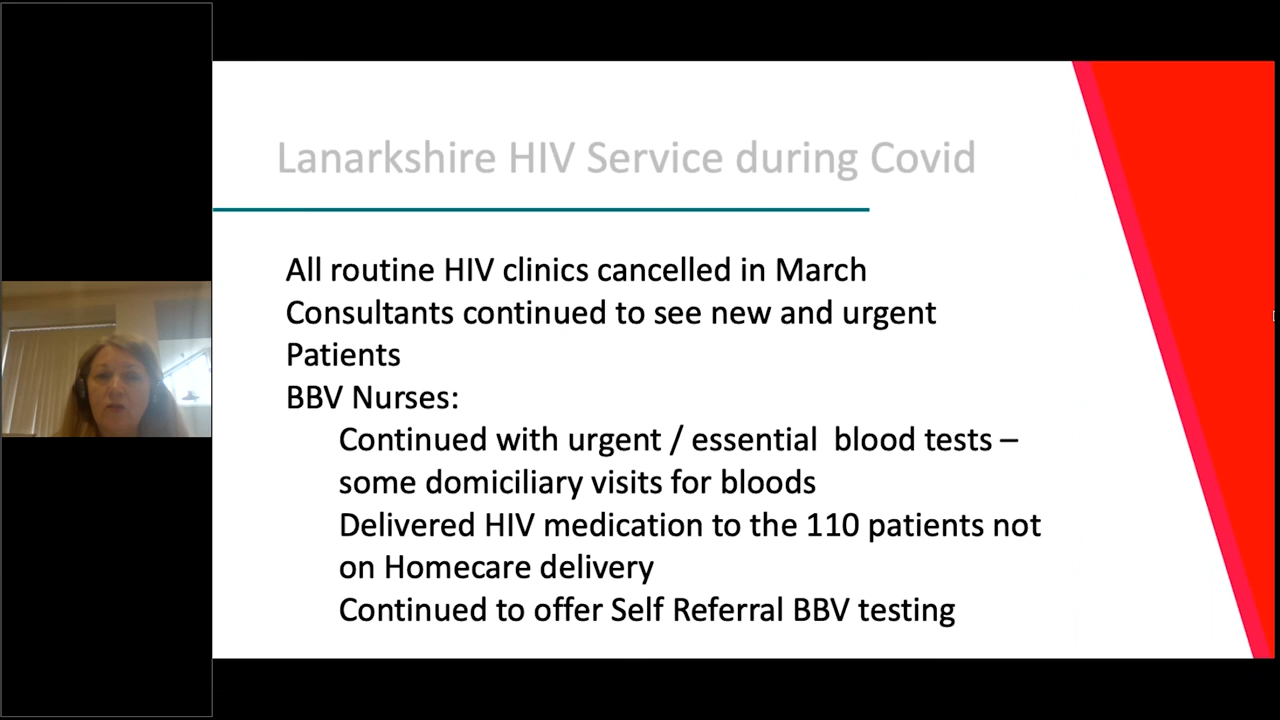 Lanarkshire HIV Service during Covid
All routine HIV clinics cancelled in March
Consultants continued to see new and urgent
Patients
BBV Nurses:
Continued with urgent / essential  blood tests –
some domiciliary visits for bloods
Delivered HIV medication to the 110 patients not
on Homecare delivery
Continued to offer Self Referral BBV testing